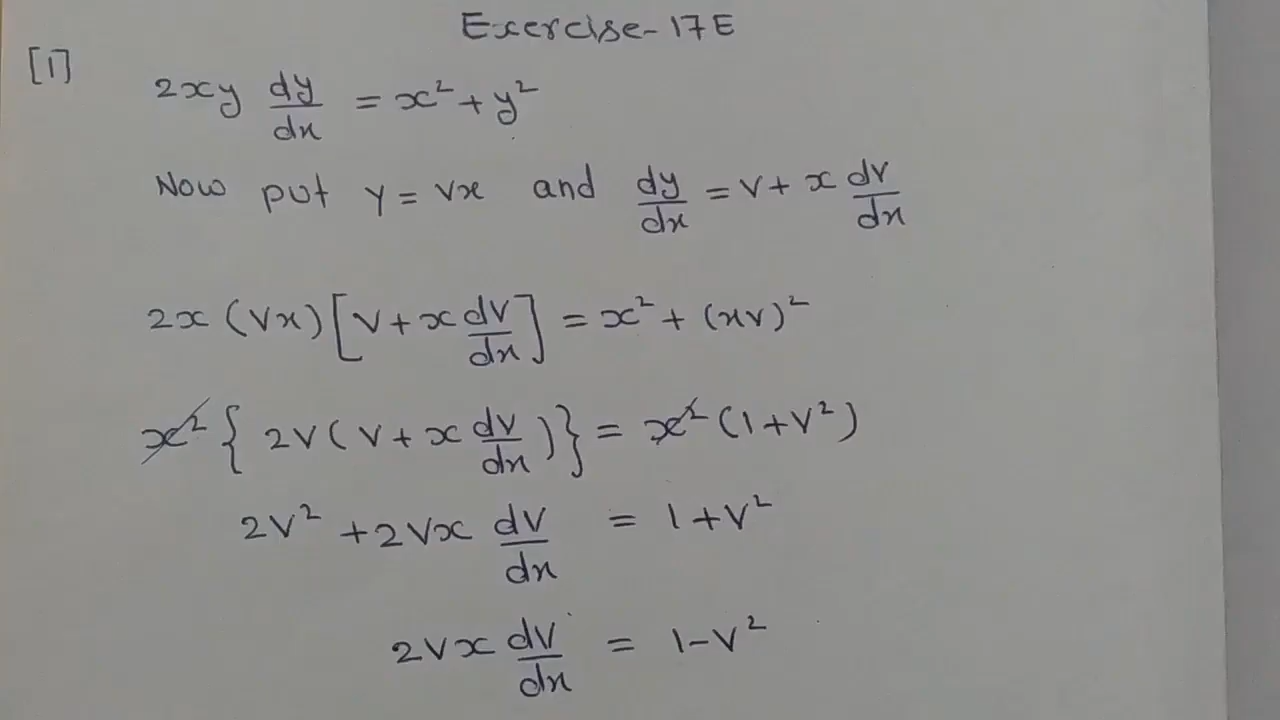 Exercise-17E
[1]
2xy dy/dx = x² + y²
Now put y = vx and dy/dx = v + x dv/dx
2x (vx) [v + x dv/dx] = x² + (xv)²
x² { 2v (v + x dv/dx) } = x² (1 + v²)
2v² + 2vx dv/dx = 1 + v²
2vx dv/dx = 1 - v²